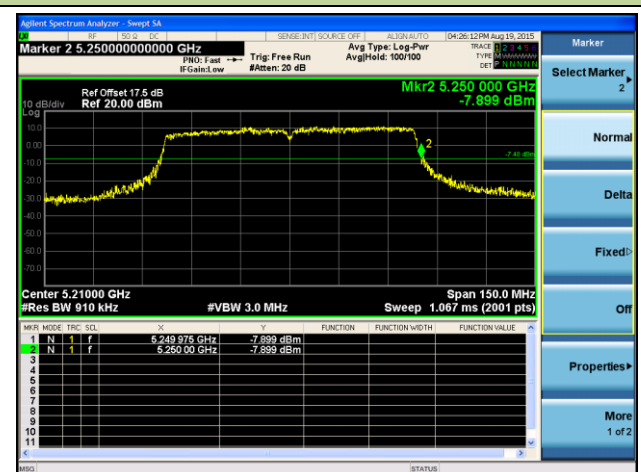 Agilent Spectrum Analyzer - Swept SA
RF 50 Ω DC SENSE:INT SOURCE OFF ALIGN AUTO 04:26:12PM Aug 19, 2015
Marker 2 5.250000000000 GHz
PNO: Fast
IFGain:Low
Trig: Free Run
#Atten: 20 dB
Avg Type: Log-Pwr
Avg|Hold: 100/100
TRACE 1 2 3 4 5 6
TYPE M
DET P N N N N N
Ref Offset 17.5 dB
10 dB/div Ref 20.00 dBm
Log
Mkr2 5.250 000 GHz
-7.899 dBm
10.0
0.00
-10.0
-20.0
-30.0
-40.0
-50.0
-60.0
-70.0
2
-7.40 dBm
Center 5.21000 GHz Span 150.0 MHz
#Res BW 910 kHz #VBW 3.0 MHz Sweep 1.067 ms (2001 pts)
MKR MODE TRC SCL X Y FUNCTION FUNCTION WIDTH FUNCTION VALUE
1 N 1 f 5.249 975 GHz -7.899 dBm
2 N 1 f 5.250 00 GHz -7.899 dBm
3
4
5
6
7
8
9
10
11
MSG STATUS
Marker
Select Marker
2
Normal
Delta
Fixed
Off
Properties
More
1 of 2